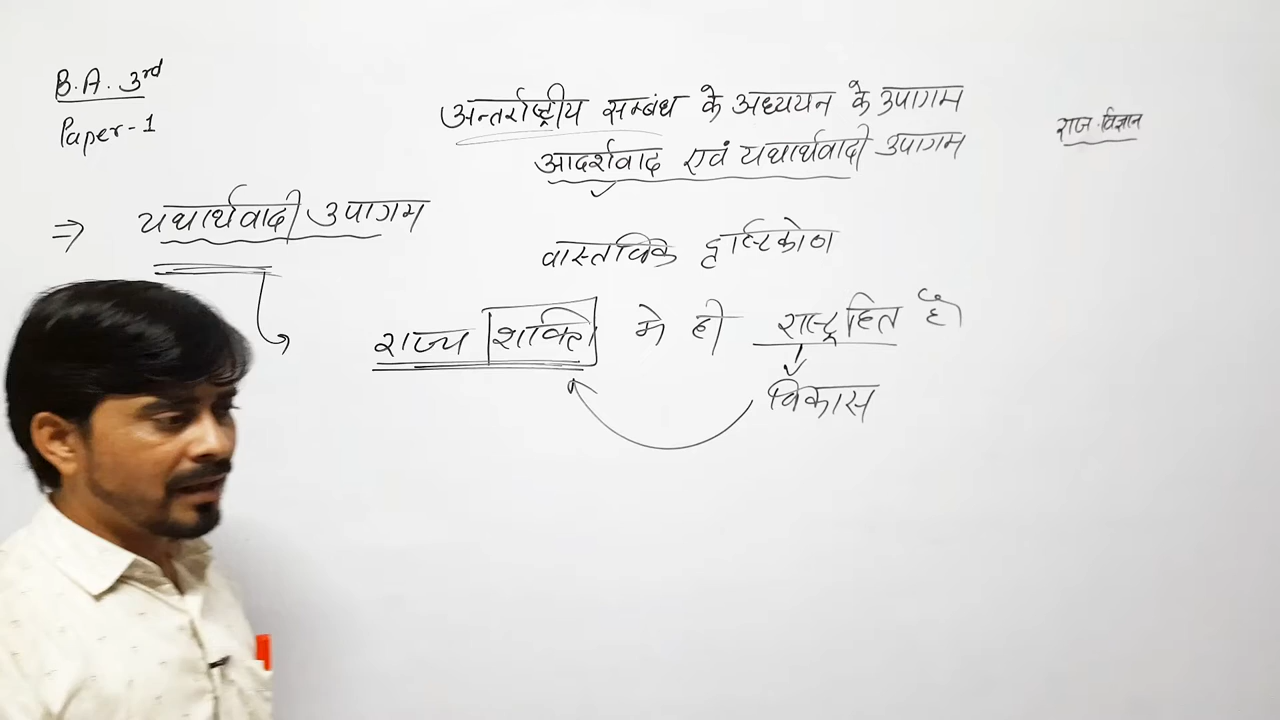 B.A. 3rd
Paper-1
अन्तर्राष्ट्रीय सम्बंध के अध्ययन के उपागम
आदर्शवाद एवं यथार्थवादी उपागम
राज.विज्ञान
⇒ यथार्थवादी उपागम
वास्तविक दृष्टिकोण
राज्य शक्ति मे ही राष्ट्रहित है
विकास